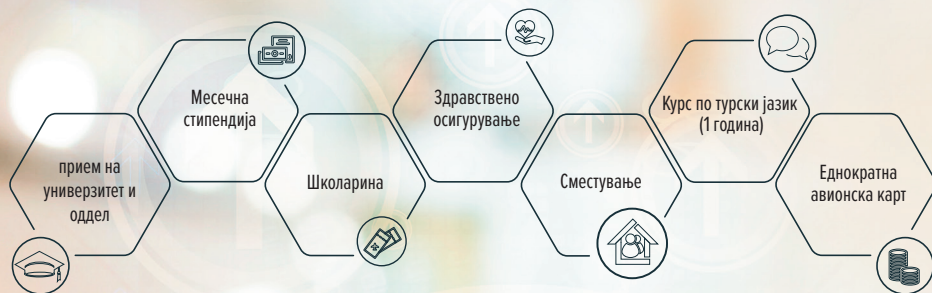 прием на
универзитет и
оддел
Месечна
стипендија
Школарина
Здравствено
осигурување
Сместување
Курс по турски јазик
(1 година)
Еднократна
авионска карт